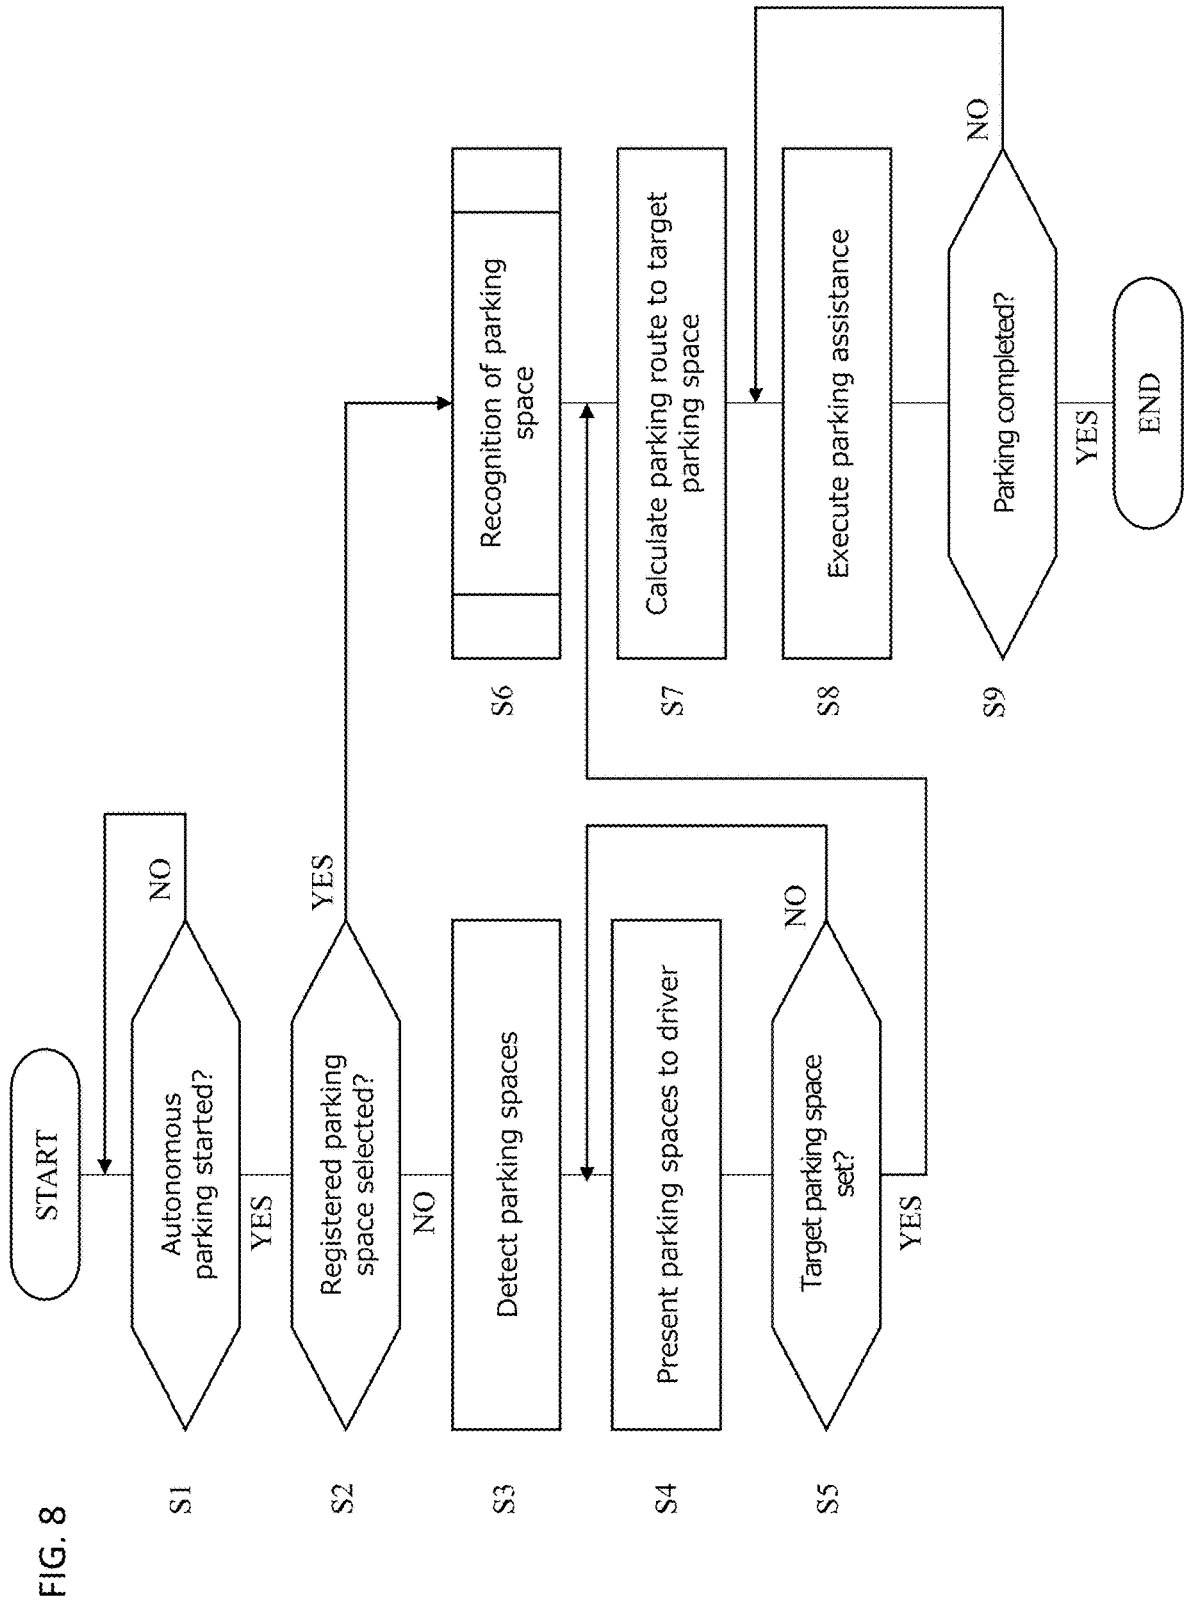 FIG. 8
START
S1
Autonomous
parking started?
NO
YES
S2
Registered parking
space selected?
YES
NO
S3
Detect parking spaces
S4
Present parking spaces to driver
S5
Target parking space
set?
NO
YES
S6
Recognition of parking
space
S7
Calculate parking route to target
parking space
S8
Execute parking assistance
S9
Parking completed?
NO
YES
END